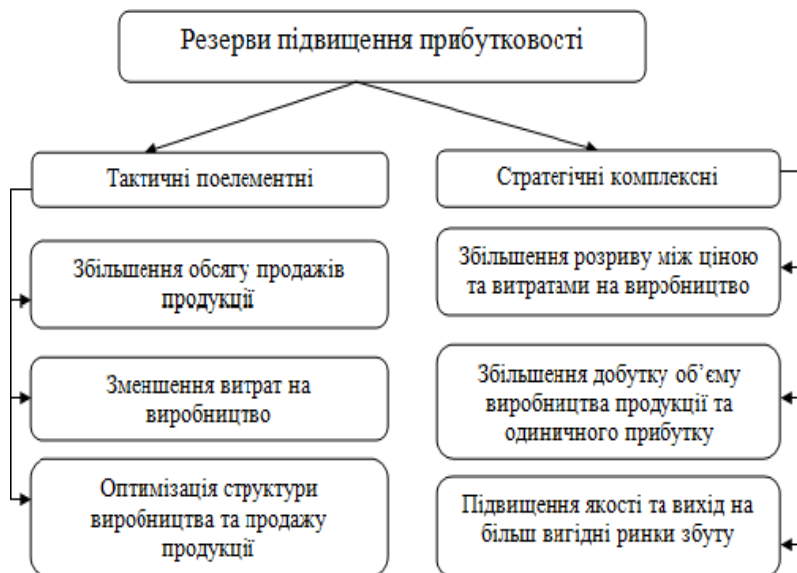 Резерви підвищення прибутковості
Тактичні поелементні
Збільшення обсягу продажів
продукції
Зменшення витрат на
виробництво
Оптимізація структури
виробництва та продажу
продукції
Стратегічні комплексні
Збільшення розриву між ціною
та витратами на виробництво
Збільшення добутку об’єму
виробництва продукції та
одиничного прибутку
Підвищення якості та вихід на
більш вигідні ринки збуту